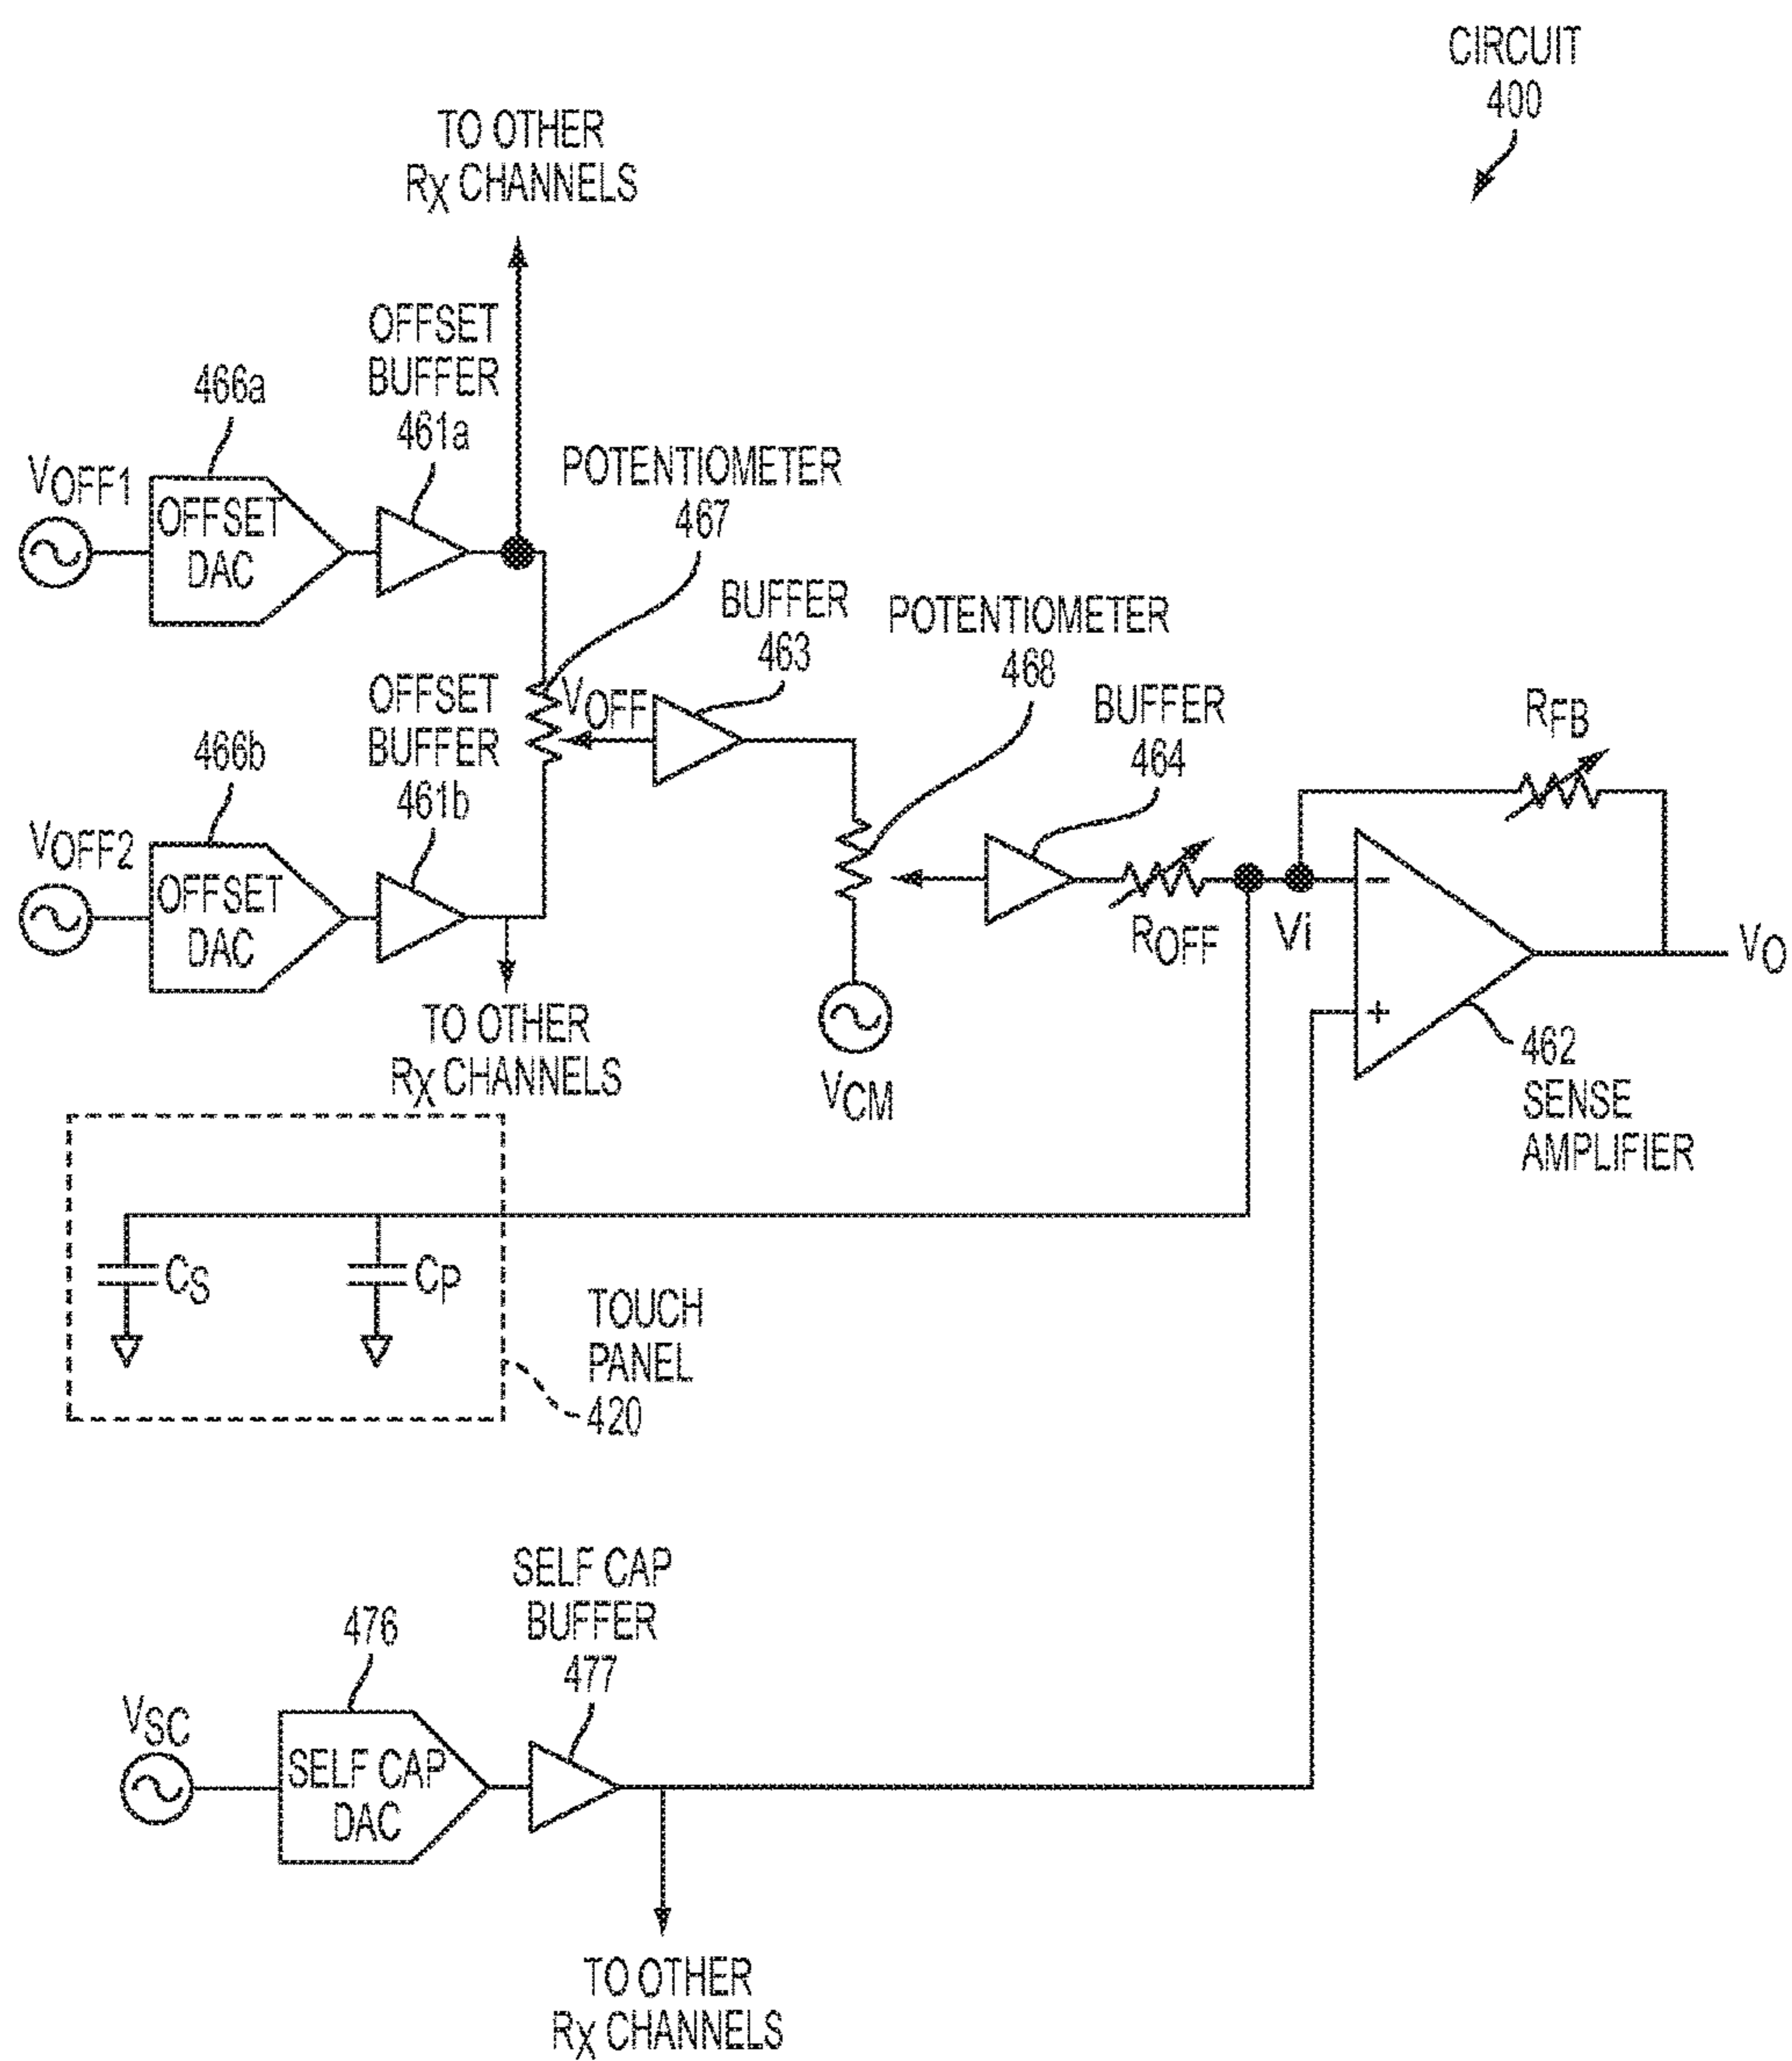 CIRCUIT
400
TO OTHER
RX CHANNELS
OFFSET
BUFFER
461a
466a
VOFF1
OFFSET
DAC
POTENTIOMETER
467
BUFFER
463
POTENTIOMETER
468
BUFFER
464
RFB
OFFSET
BUFFER
461b
VOFF
466b
VOFF2
OFFSET
DAC
ROFF
Vi
−
+
VO
TO OTHER
RX CHANNELS
VCM
462
SENSE
AMPLIFIER
CS
CP
TOUCH
PANEL
420
SELF CAP
BUFFER
477
476
VSC
SELF CAP
DAC
TO OTHER
RX CHANNELS